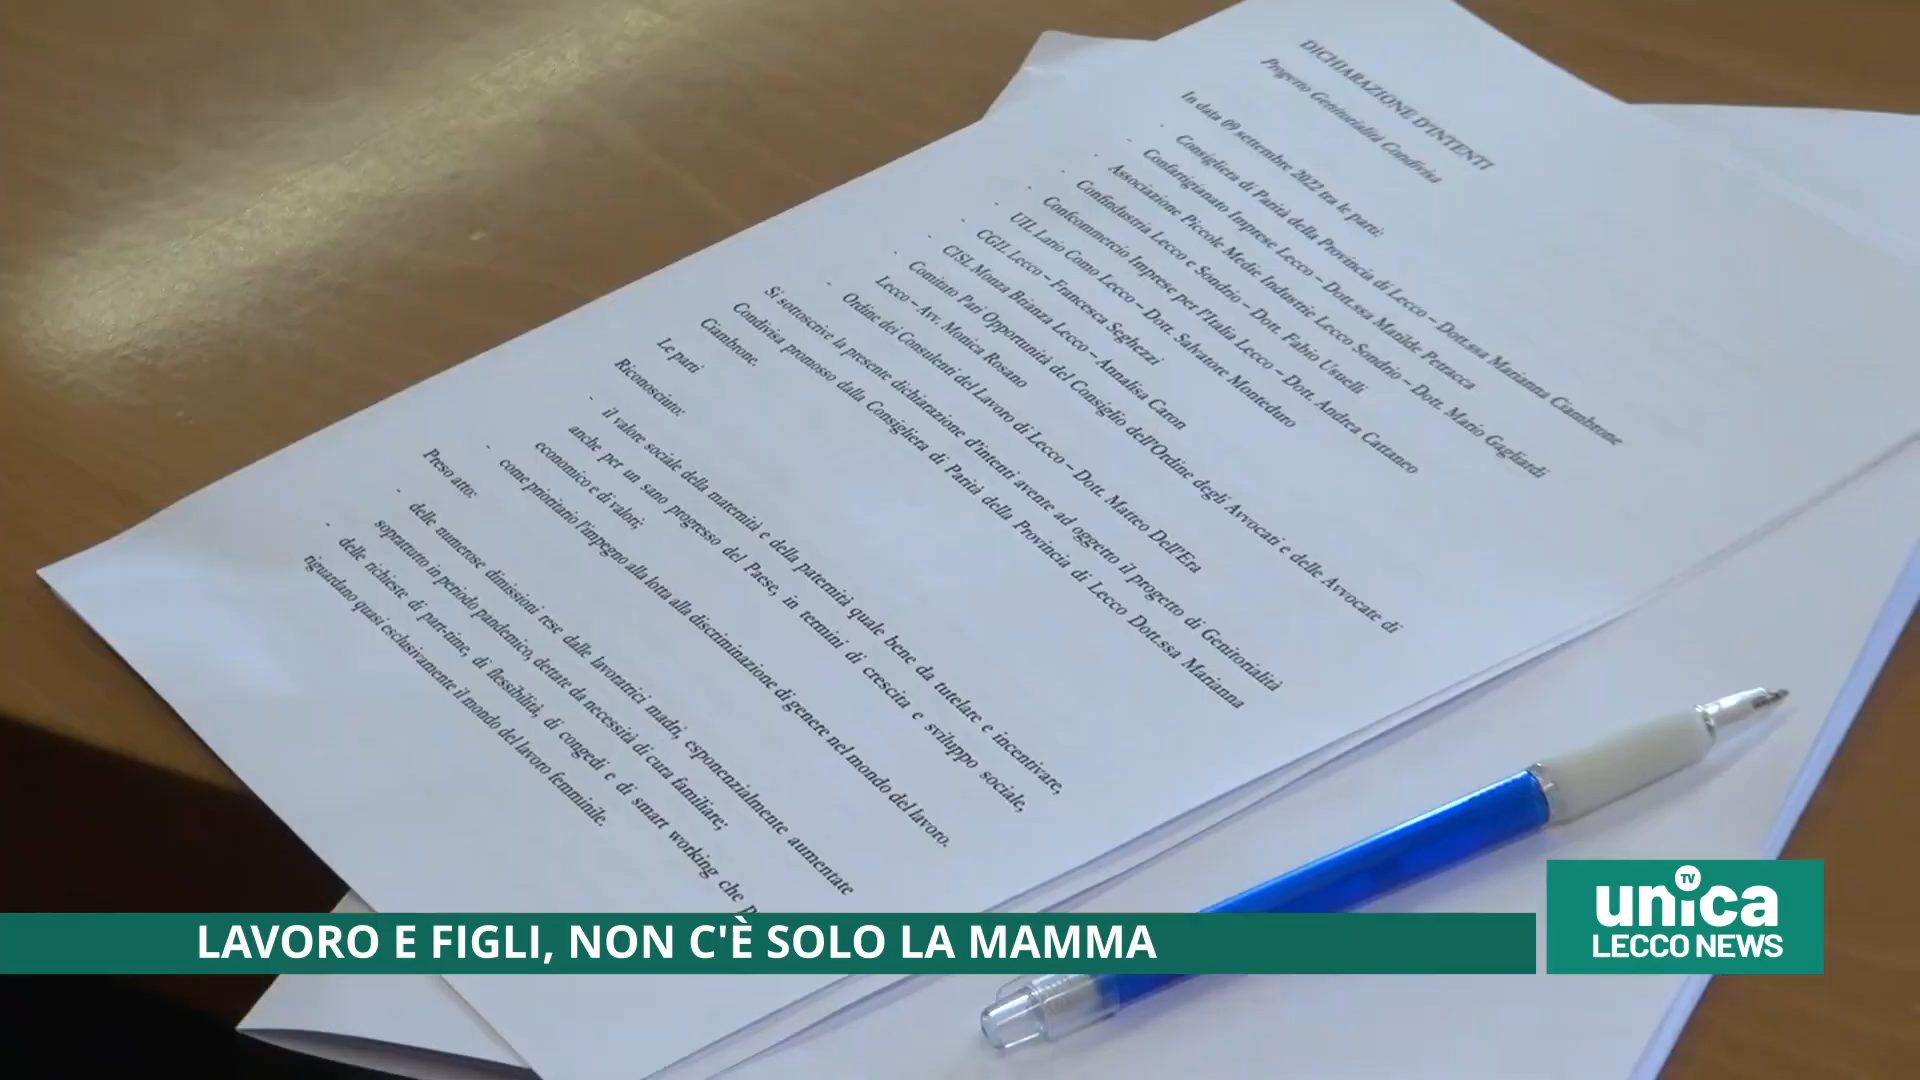 DICHIARAZIONE D'INTENTI
Progetto Genitorialità Condivisa
In data 09 settembre 2022 tra le parti:
- Consigliera di Parità della Provincia di Lecco – Dott.ssa Marianna Ciambrone
- Confartigianato Imprese Lecco – Dott.ssa Matilde Petracca
- Associazione Piccole Medie Industrie Lecco Sondrio – Dott. Mario Gagliardi
- Confindustria Lecco e Sondrio – Dott. Fabio Usuelli
- Confcommercio Imprese per l'Italia Lecco – Dott. Andrea Cattaneo
- UIL Lario Como Lecco – Dott. Salvatore Monteduro
- CGIL Lecco – Francesca Seghezzi
- CISL Monza Brianza Lecco – Annalisa Caron
- Comitato Pari Opportunità del Consiglio dell'Ordine degli Avvocati e delle Avvocate di
Lecco – Avv. Monica Rosano
- Ordine dei Consulenti del Lavoro di Lecco – Dott. Matteo Dell'Era
Si sottoscrive la presente dichiarazione d'intenti avente ad oggetto il progetto di Genitorialità
Condivisa promosso dalla Consigliera di Parità della Provincia di Lecco Dott.ssa Marianna
Ciambrone.
Le parti
Riconosciuto:
- il valore sociale della maternità e della paternità quale bene da tutelare e incentivare,
anche per un sano progresso del Paese, in termini di crescita e sviluppo sociale,
economico e di valori;
- come prioritario l'impegno alla lotta alla discriminazione di genere nel mondo del lavoro.
Preso atto:
- delle numerose dimissioni rese dalle lavoratrici madri, esponenzialmente aumentate
soprattutto in periodo pandemico, dettate da necessità di cura familiare;
- delle richieste di part-time, di flessibilità, di congedi e di smart working che
riguardano quasi esclusivamente il mondo del lavoro femminile.
LAVORO E FIGLI, NON C'È SOLO LA MAMMA
unica TV
LECCO NEWS